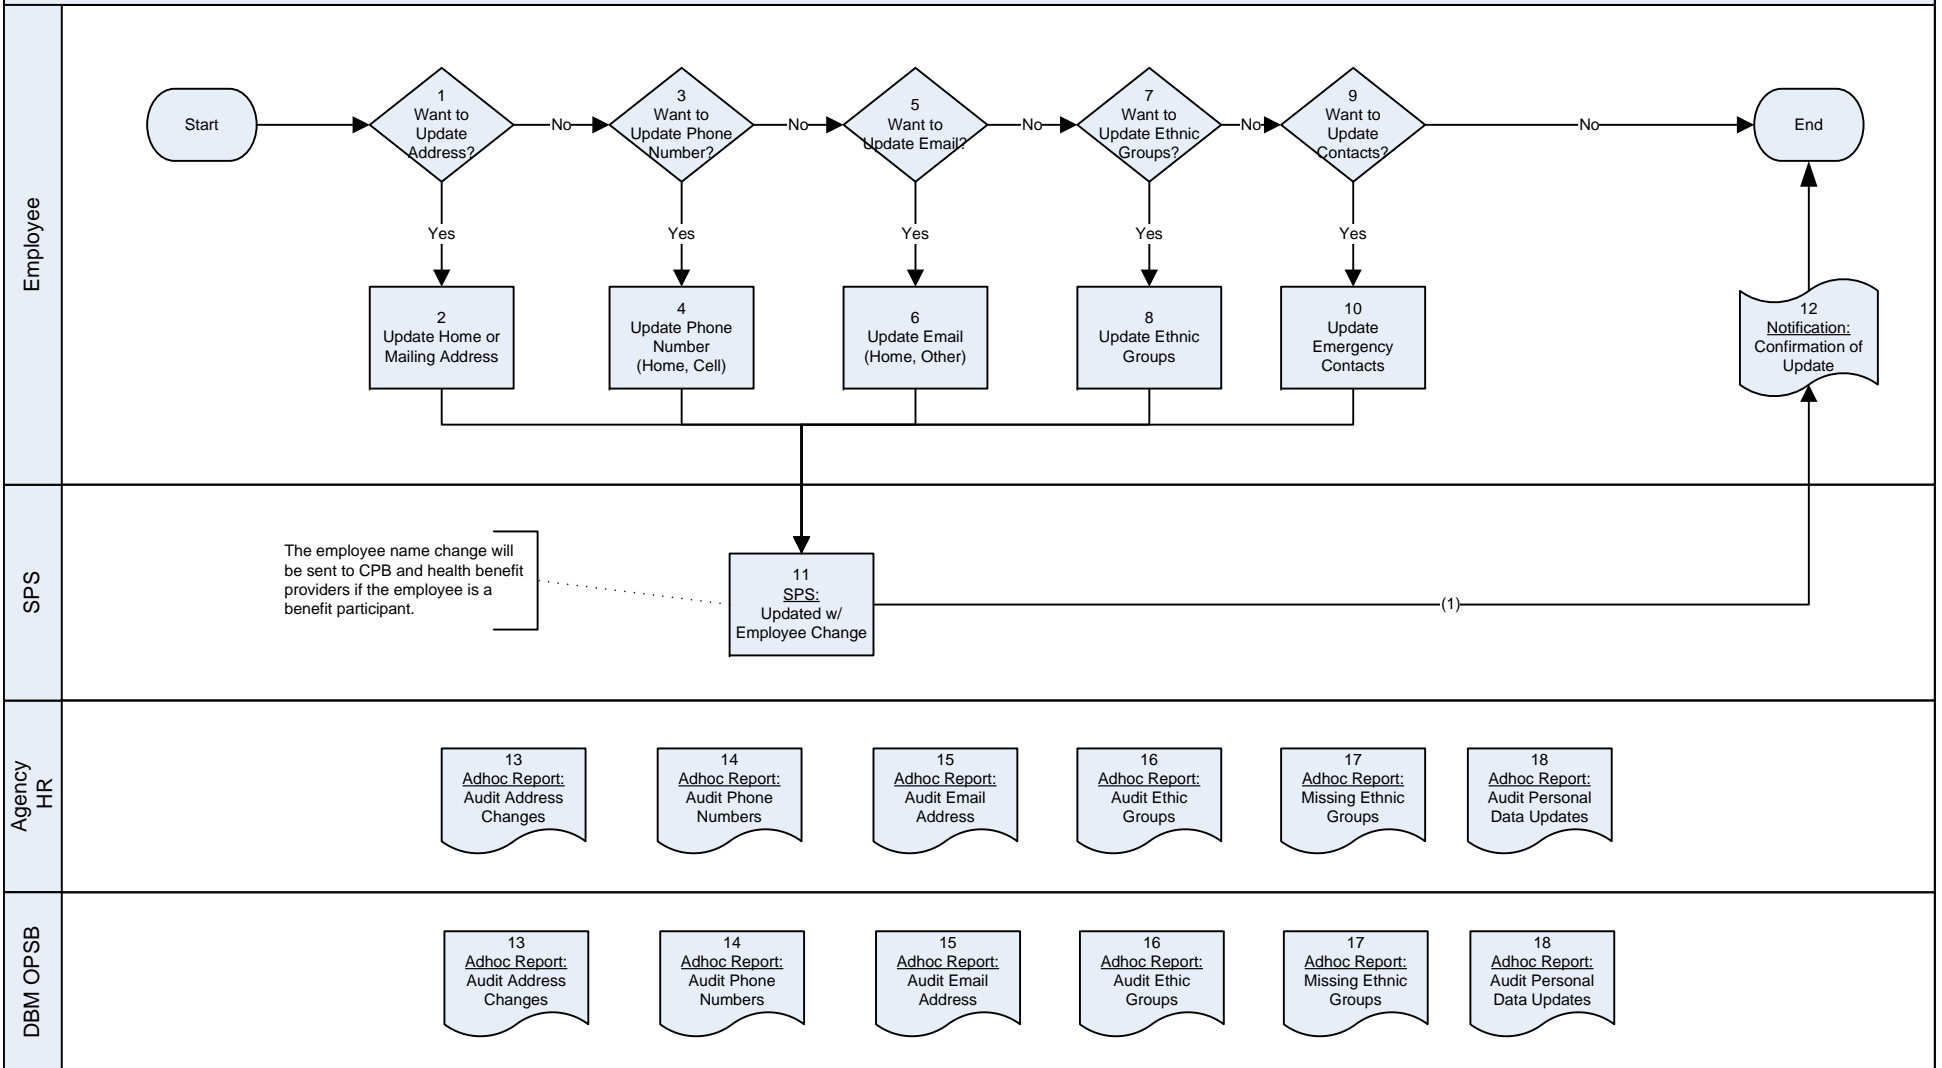 Employee
Start
1
Want to
Update
Address?
No
3
Want to
Update Phone
Number?
No
5
Want to
Update Email?
No
7
Want to
Update Ethnic
Groups?
No
9
Want to
Update
Contacts?
No
End
Yes
Yes
Yes
Yes
Yes
2
Update Home or
Mailing Address
4
Update Phone
Number
(Home, Cell)
6
Update Email
(Home, Other)
8
Update Ethnic
Groups
10
Update
Emergency
Contacts
12
Notification:
Confirmation of
Update
SPS
The employee name change will
be sent to CPB and health benefit
providers if the employee is a
benefit participant.
11
SPS:
Updated w/
Employee Change
(1)
Agency
HR
13
Adhoc Report:
Audit Address
Changes
14
Adhoc Report:
Audit Phone
Numbers
15
Adhoc Report:
Audit Email
Address
16
Adhoc Report:
Audit Ethic
Groups
17
Adhoc Report:
Missing Ethnic
Groups
18
Adhoc Report:
Audit Personal
Data Updates
DBM OPSB
13
Adhoc Report:
Audit Address
Changes
14
Adhoc Report:
Audit Phone
Numbers
15
Adhoc Report:
Audit Email
Address
16
Adhoc Report:
Audit Ethic
Groups
17
Adhoc Report:
Missing Ethnic
Groups
18
Adhoc Report:
Audit Personal
Data Updates